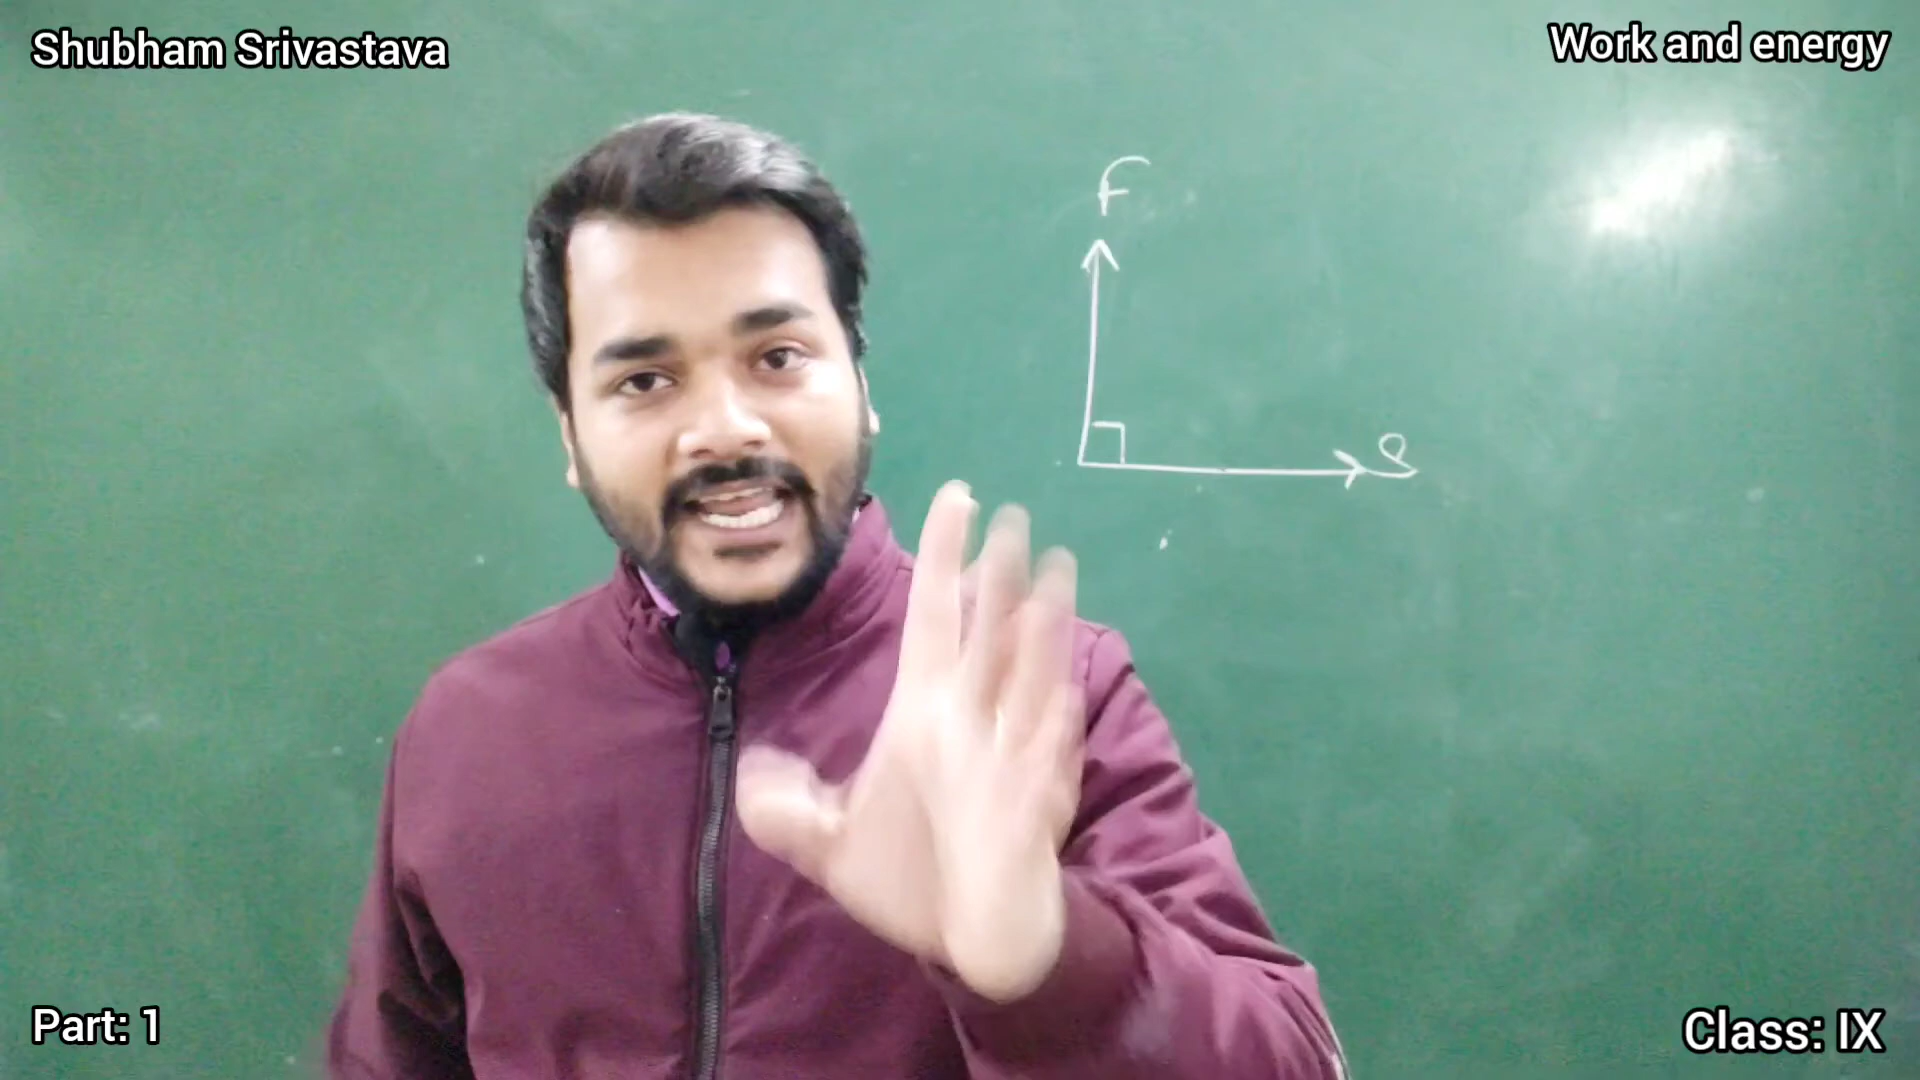 Shubham Srivastava
Work and energy
F
S
Part: 1
Class: IX